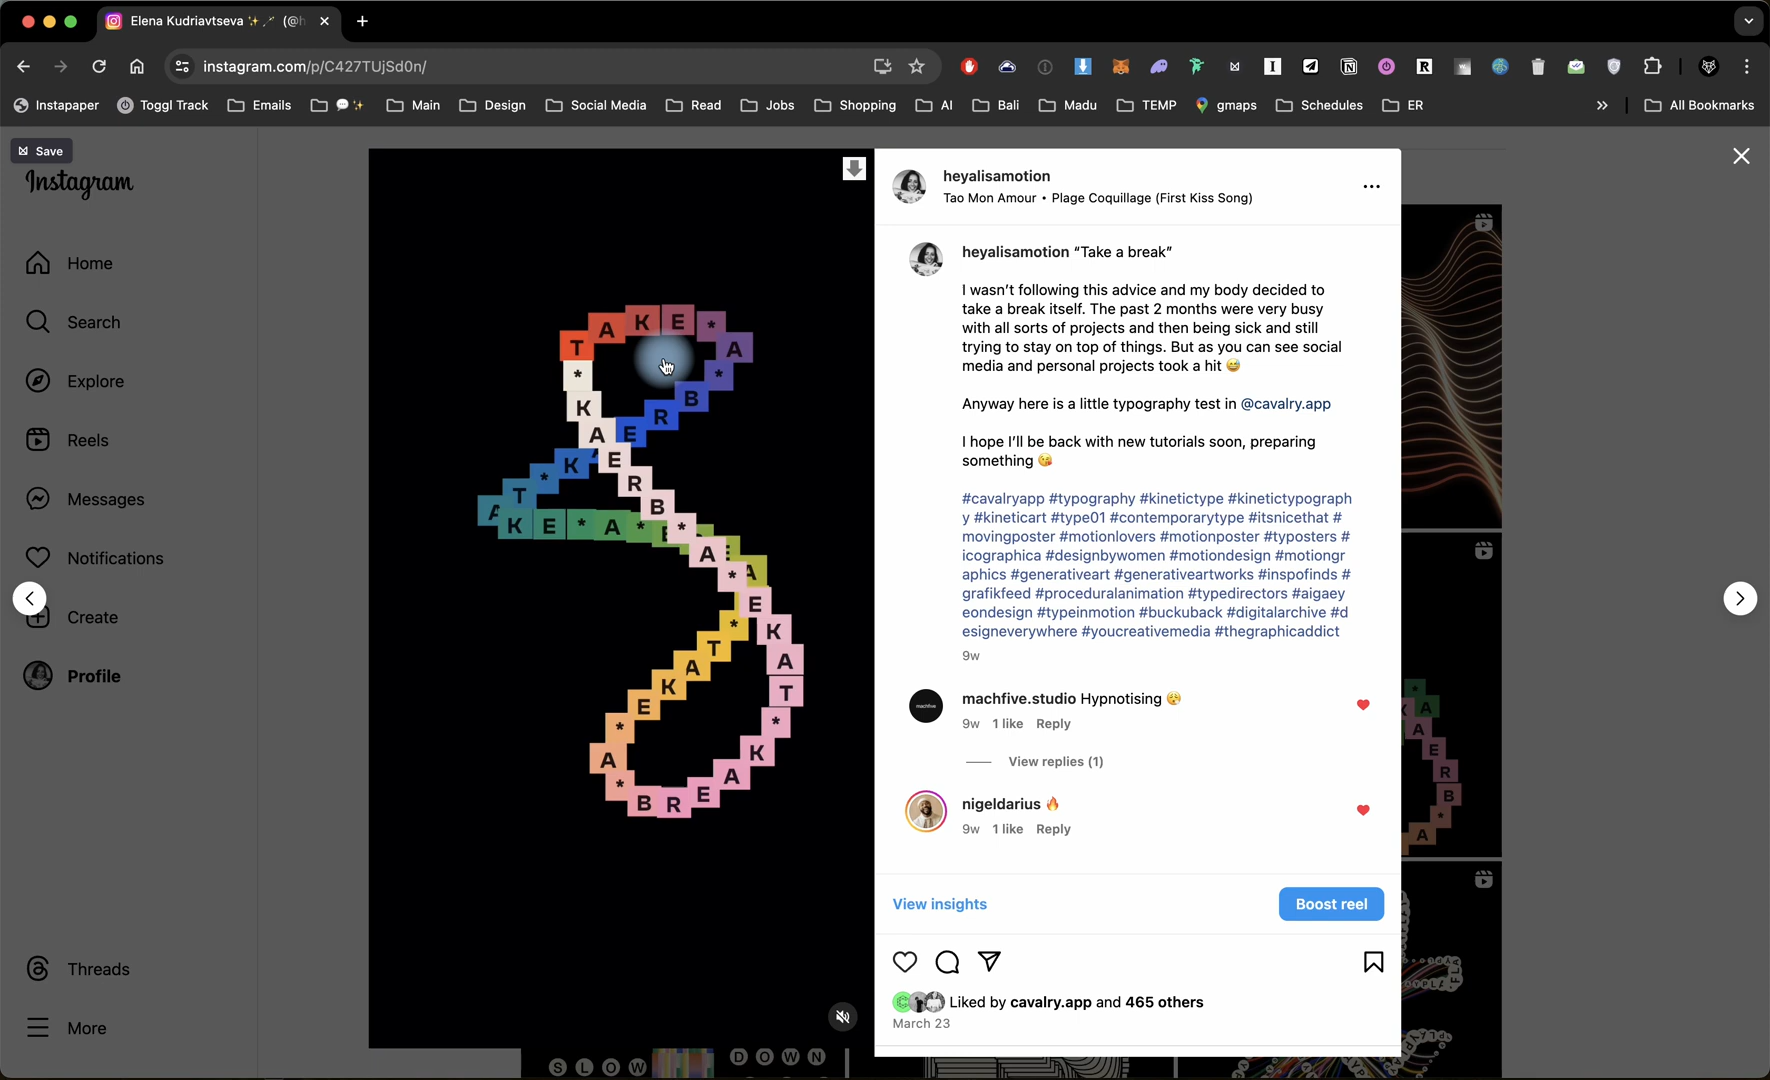 Elena Kudriavtseva ✨🪄 (@h
instagram.com/p/C427TUjSd0n/
Instapaper
Toggl Track
Emails
💬✨
Main
Design
Social Media
Read
Jobs
Shopping
AI
Bali
Madu
TEMP
gmaps
Schedules
ER
» All Bookmarks
Save
Instagram
Home
Search
Explore
Reels
Messages
Notifications
Create
Profile
Threads
More
TAKE*A*BREAK*TAKE*A*
*TAKE*A*BREAK*TAKE*A*BREAK*
heyalisamotion
Tao Mon Amour • Plage Coquillage (First Kiss Song)
heyalisamotion “Take a break”
I wasn’t following this advice and my body decided to
take a break itself. The past 2 months were very busy
with all sorts of projects and then being sick and still
trying to stay on top of things. But as you can see social
media and personal projects took a hit 😅
Anyway here is a little typography test in @cavalry.app
I hope I’ll be back with new tutorials soon, preparing
something 😘
#cavalryapp #typography #kinetictype #kinetictypograph
y #kineticart #type01 #contemporarytype #itsnicethat #
movingposter #motionlovers #motionposter #typosters #
icographica #designbywomen #motiondesign #motiongr
aphics #generativeart #generativeartworks #inspofinds #
grafikfeed #proceduralanimation #typedirectors #aigaey
eondesign #typeinmotion #buckuback #digitalarchive #d
esigneverywhere #youcreativemedia #thegraphicaddict
9w
machfive.studio Hypnotising 😮‍💨
9w 1 like Reply
View replies (1)
nigeldarius 🔥
9w 1 like Reply
View insights
Boost reel
Liked by cavalry.app and 465 others
March 23
SLOW
DOWN